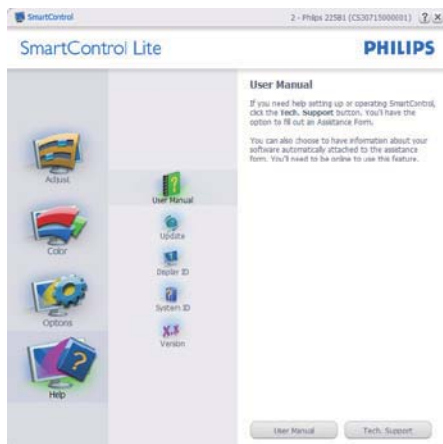 SmartControl
2 - Philips 225B1 (CS20715000001)
? X
SmartControl Lite
PHILIPS
Adjust
Color
Options
Help
User Manual
Update
Display ID
System ID
Version
User Manual
If you need help setting up or operating SmartControl,
click the Tech. Support button. You'll have the
option to fill out an Assistance Form.
You can also choose to have information about your
software automatically attached to the assistance
form. You'll need to be online to use this feature.
User Manual
Tech. Support